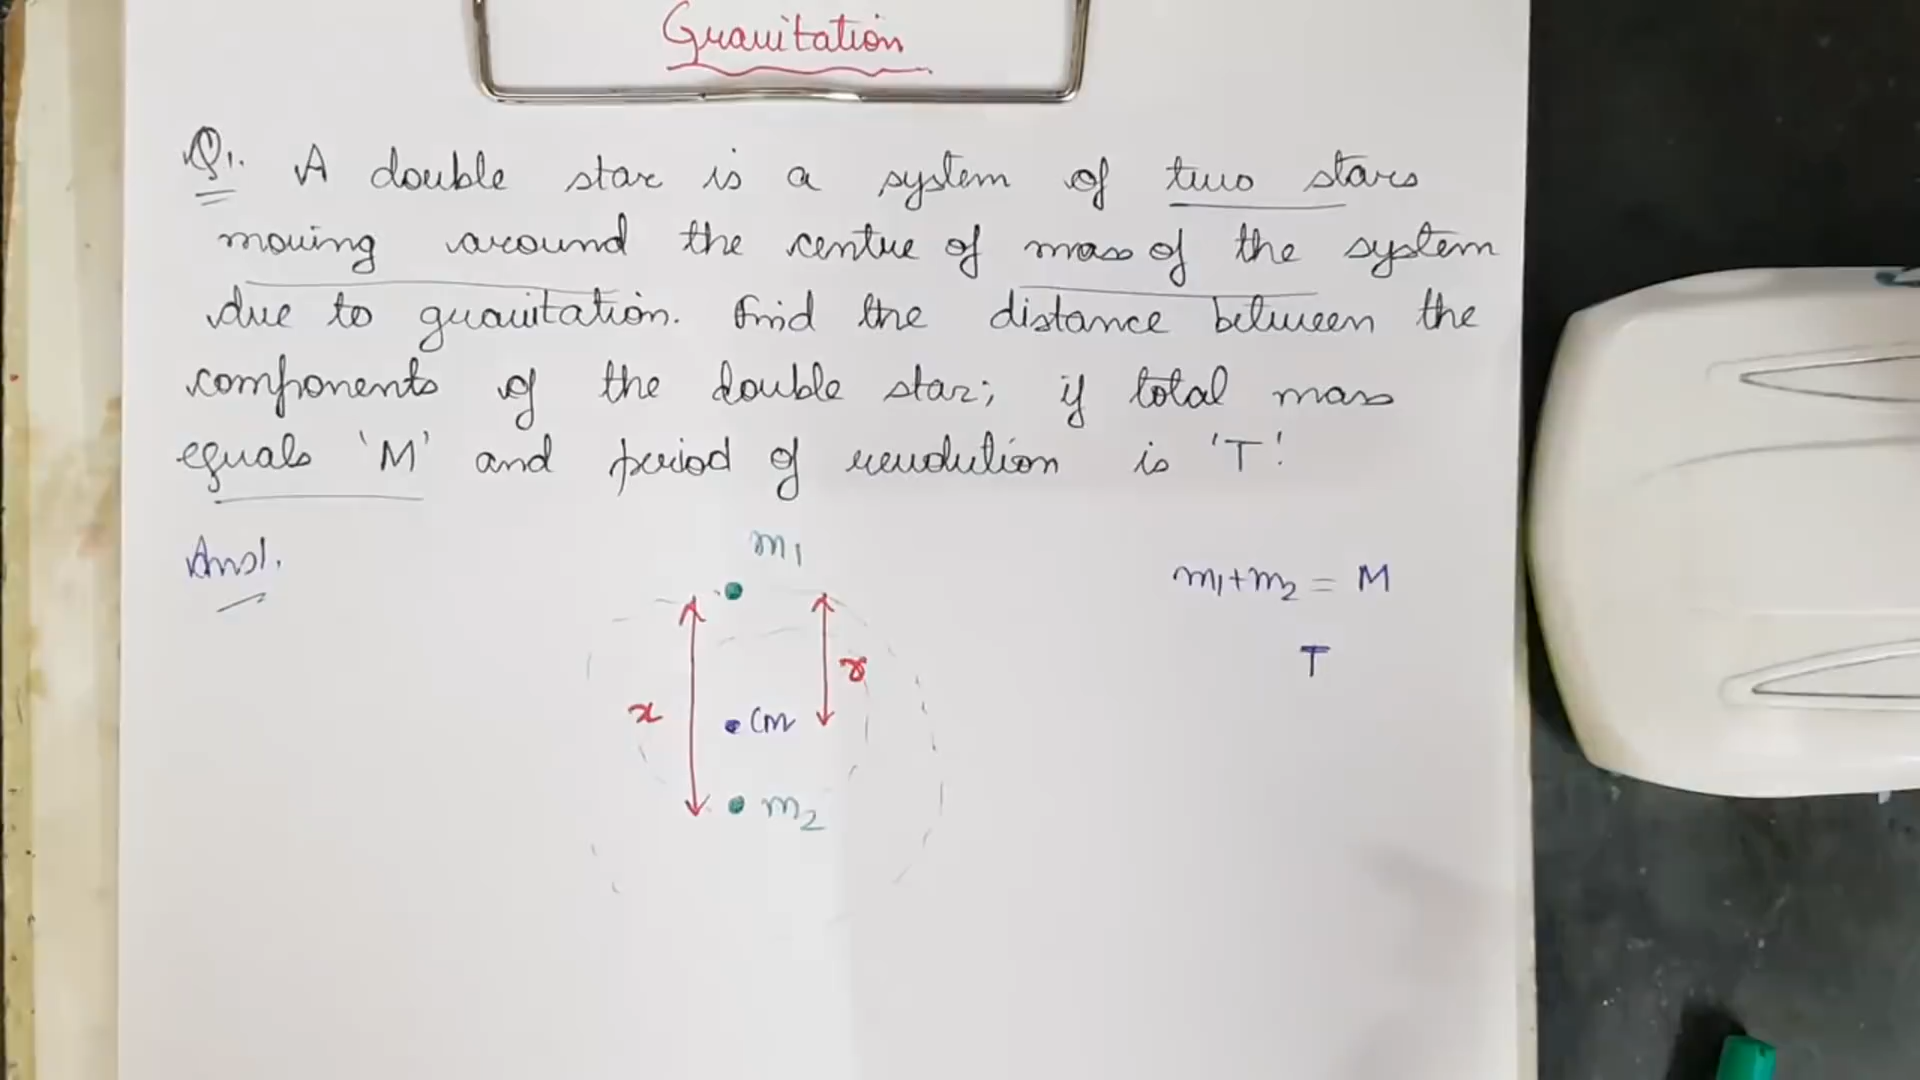 Gravitation
Q1. A double star is a system of two stars
moving around the centre of mass of the system
due to gravitation. Find the distance between the
components of the double star; if total mass
equals 'M' and period of revolution is 'T'.
Ans1.
m1
m1+m2 = M
T
r
x
CM
m2